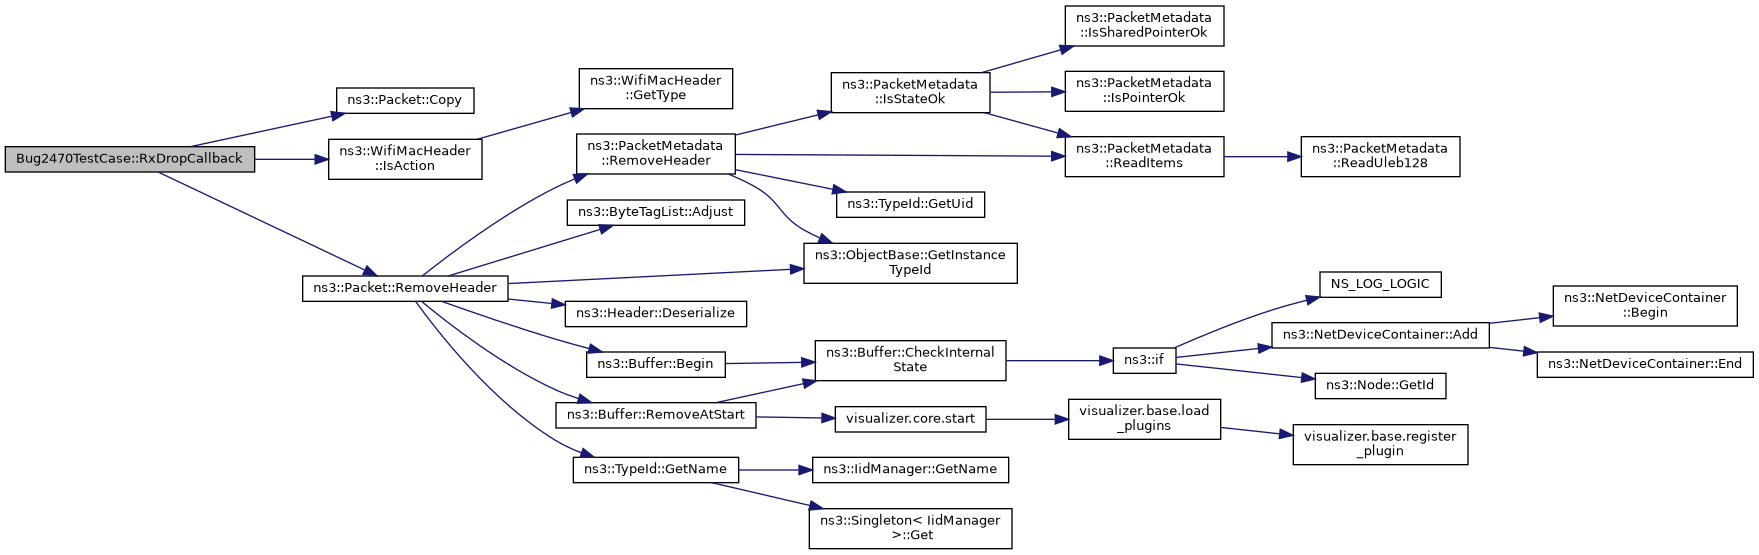 Bug2470TestCase::RxDropCallback
ns3::Packet::Copy
ns3::WifiMacHeader
::IsAction
ns3::WifiMacHeader
::GetType
ns3::Packet::RemoveHeader
ns3::PacketMetadata
::RemoveHeader
ns3::PacketMetadata
::IsStateOk
ns3::PacketMetadata
::IsSharedPointerOk
ns3::PacketMetadata
::IsPointerOk
ns3::PacketMetadata
::ReadItems
ns3::PacketMetadata
::ReadUleb128
ns3::TypeId::GetUid
ns3::ObjectBase::GetInstance
TypeId
ns3::ByteTagList::Adjust
ns3::Header::Deserialize
ns3::Buffer::Begin
ns3::Buffer::CheckInternal
State
ns3::if
NS_LOG_LOGIC
ns3::NetDeviceContainer::Add
ns3::NetDeviceContainer
::Begin
ns3::NetDeviceContainer::End
ns3::Node::GetId
ns3::Buffer::RemoveAtStart
visualizer.core.start
visualizer.base.load
_plugins
visualizer.base.register
_plugin
ns3::TypeId::GetName
ns3::IidManager::GetName
ns3::Singleton< IidManager
>::Get